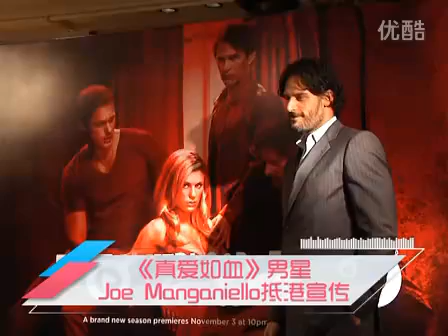 优酷
《真爱如血》男星
Joe Manganiello抵港宣传
A brand new season premieres November 3 at 10pm